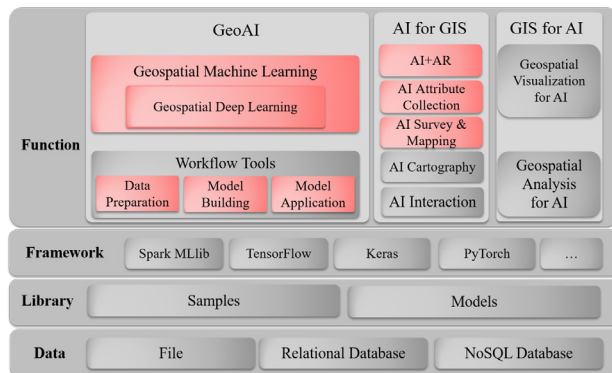 GeoAI
AI for GIS
GIS for AI
Geospatial Machine Learning
Geospatial Deep Learning
AI+AR
AI Attribute
Collection
AI Survey &
Mapping
AI Cartography
AI Interaction
Geospatial
Visualization
for AI
Geospatial
Analysis
for AI
Function
Workflow Tools
Data
Preparation
Model
Building
Model
Application
Framework
Spark MLlib
TensorFlow
Keras
PyTorch
...
Library
Samples
Models
Data
File
Relational Database
NoSQL Database